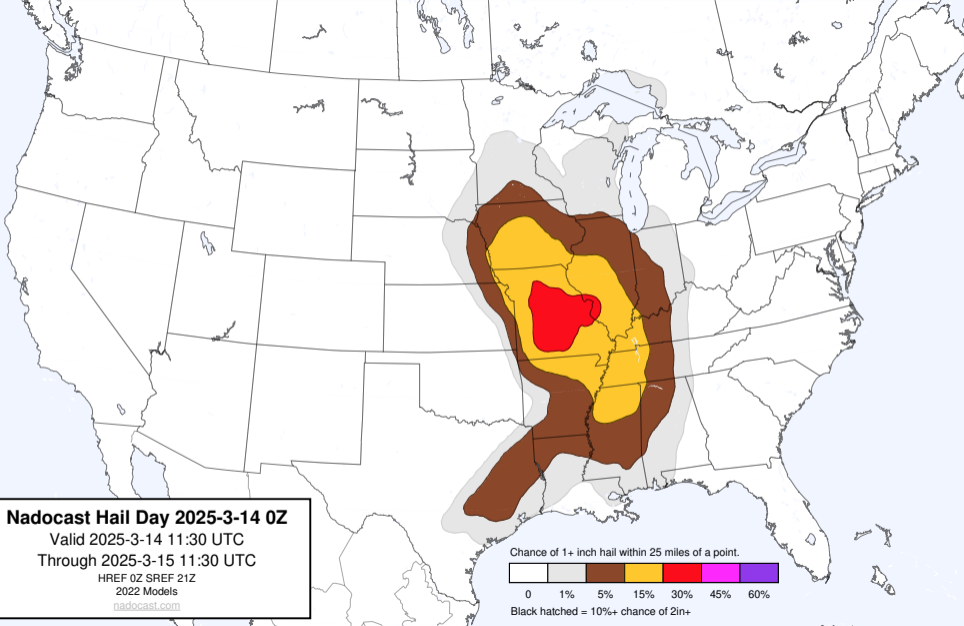 Nadocast Hail Day 2025-3-14 0Z
Valid 2025-3-14 11:30 UTC
Through 2025-3-15 11:30 UTC
HREF 0Z SREF 21Z
2022 Models
nadocast.com
Chance of 1+ inch hail within 25 miles of a point.
0 1% 5% 15% 30% 45% 60%
Black hatched = 10%+ chance of 2in+